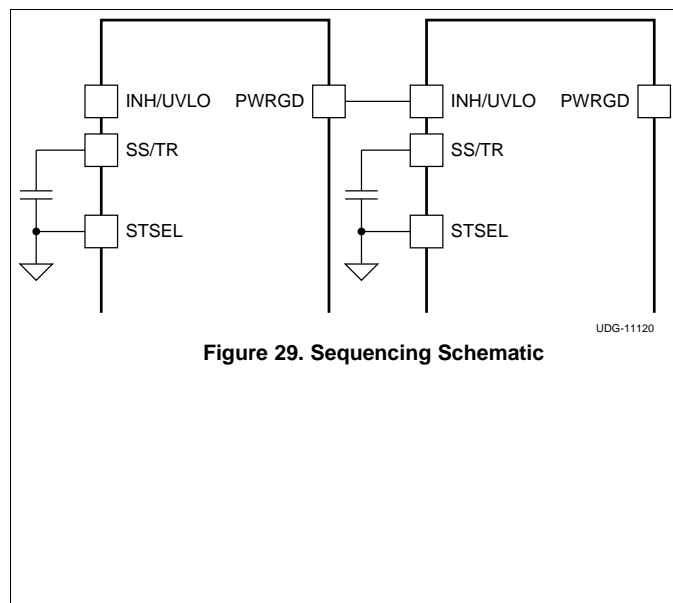 INH/UVLO PWRGD INH/UVLO PWRGD
SS/TR SS/TR
STSEL STSEL
UDG-11120
Figure 29. Sequencing Schematic